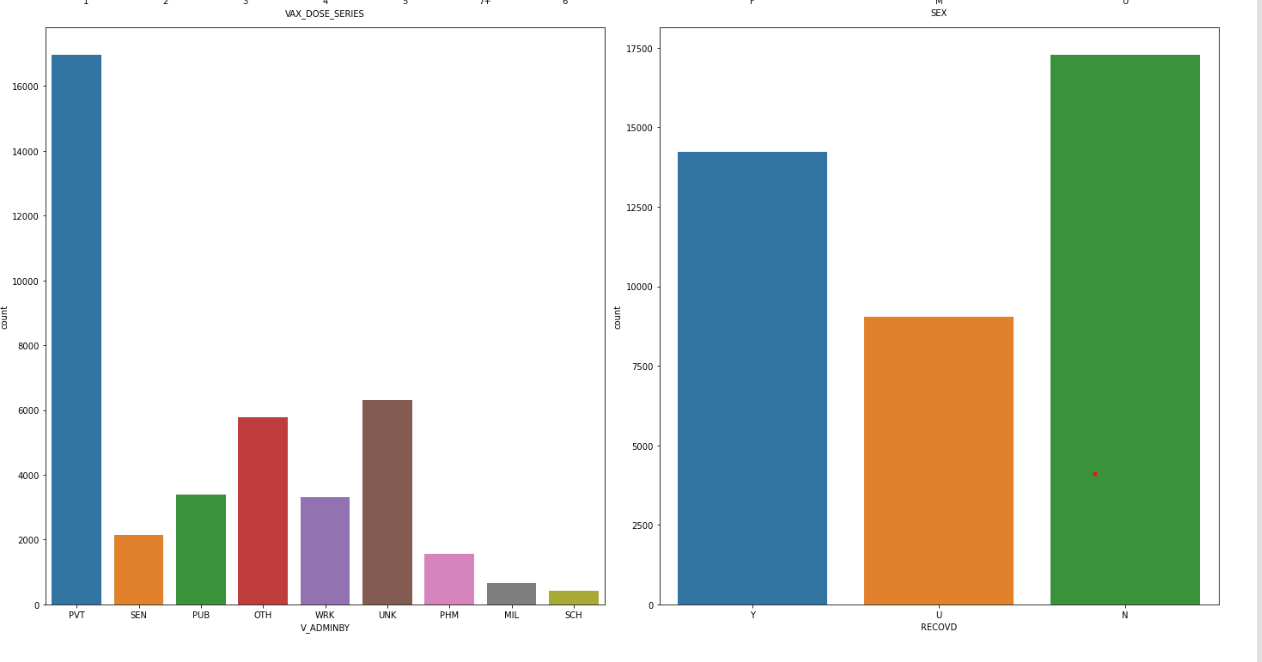 1 2 3 4 5 7+ 6
VAX_DOSE_SERIES
F M U
SEX
16000
14000
12000
10000
8000
6000
4000
2000
0
count
PVT SEN PUB OTH WRK UNK PHM MIL SCH
V_ADMINBY
17500
15000
12500
10000
7500
5000
2500
0
count
Y U N
RECOVD